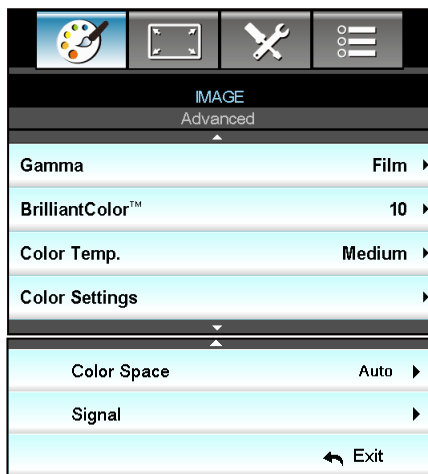 IMAGE
Advanced
Gamma Film
BrilliantColor™ 10
Color Temp. Medium
Color Settings
Color Space Auto
Signal
Exit